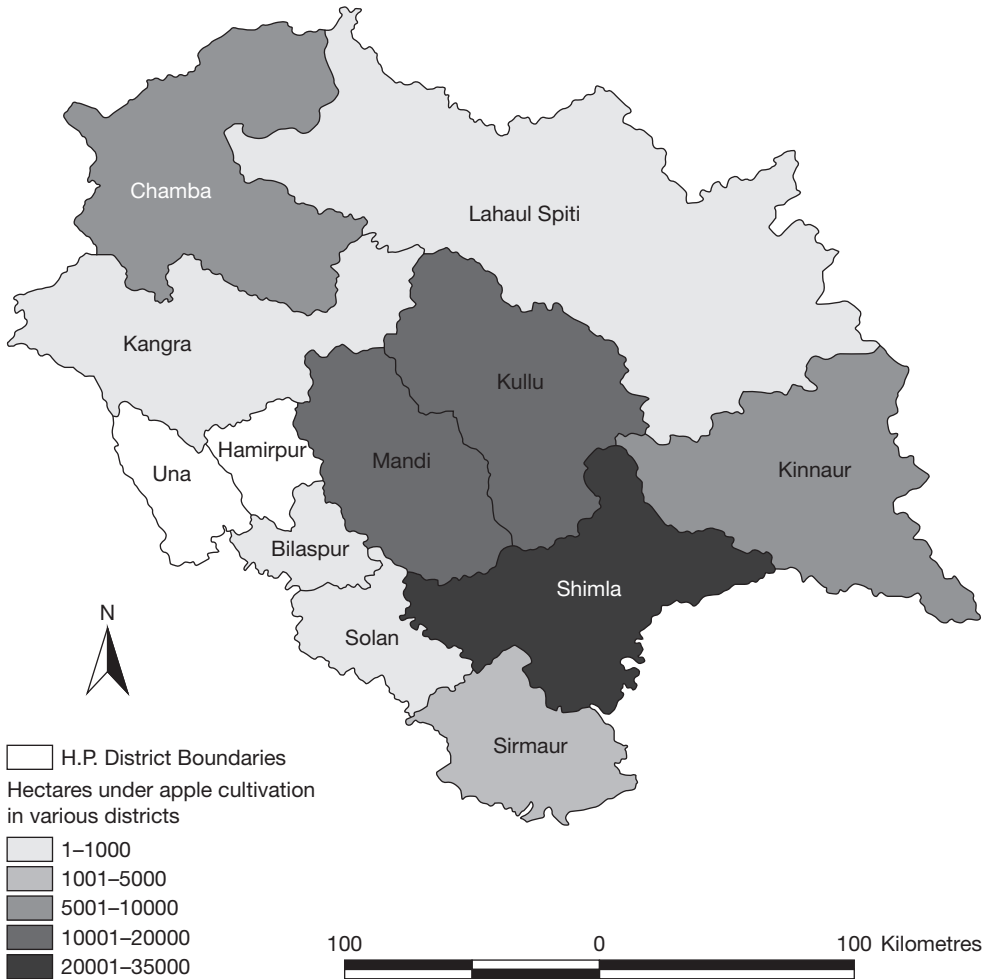 Chamba
Lahaul Spiti
Kangra
Kullu
Hamirpur
Mandi
Una
Kinnaur
Bilaspur
Shimla
N
Solan
Sirmaur
H.P. District Boundaries
Hectares under apple cultivation
in various districts
1–1000
1001–5000
5001–10000
10001–20000
20001–35000
100 0 100 Kilometres